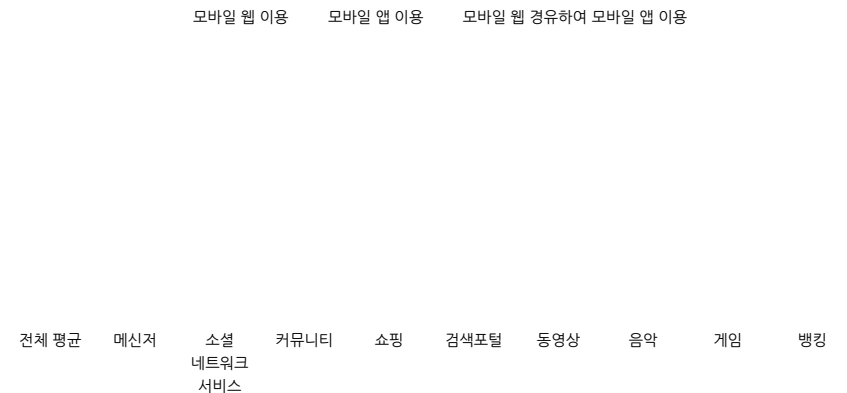 모바일 웹 이용 모바일 앱 이용 모바일 웹 경유하여 모바일 앱 이용
전체 평균 메신저 소셜 커뮤니티 쇼핑 검색포털 동영상 음악 게임 뱅킹
네트워크
서비스